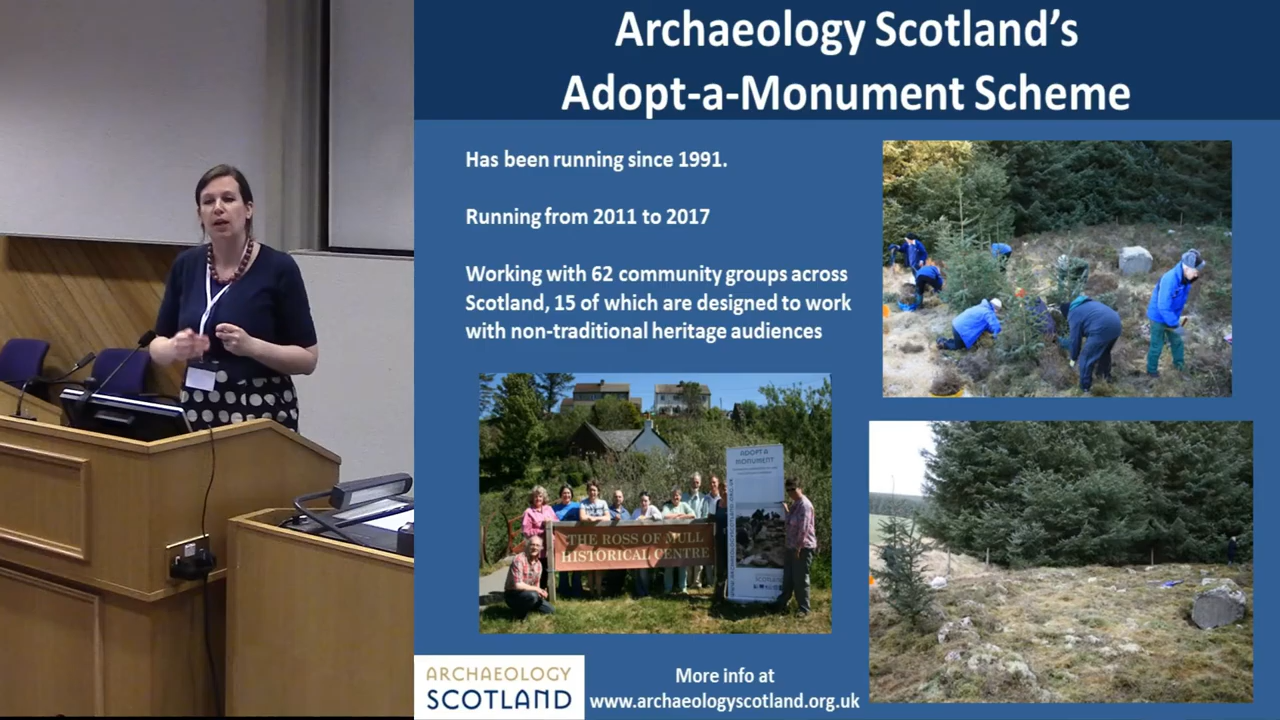 Archaeology Scotland's
Adopt-a-Monument Scheme
Has been running since 1991.
Running from 2011 to 2017
Working with 62 community groups across
Scotland, 15 of which are designed to work
with non-traditional heritage audiences
ADOPT A
MONUMENT
THE ROSS OF MULL
HISTORICAL CENTRE
ARCHAEOLOGY
SCOTLAND
More info at
www.archaeologyscotland.org.uk